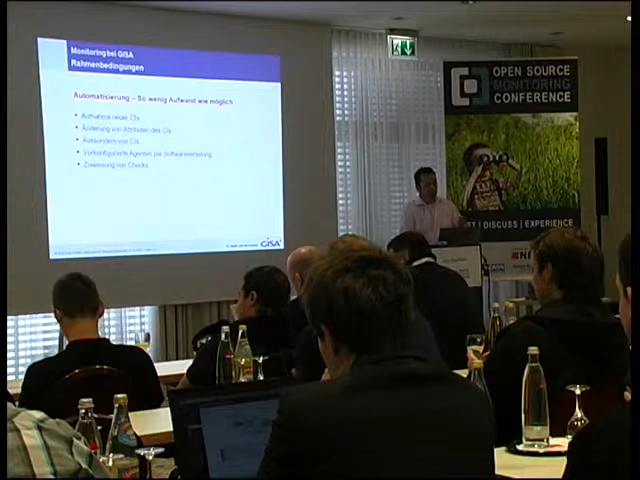 Monitoring bei GISA
Rahmenbedingungen
Automatisierung – So wenig Aufwand wie möglich
• Aufnahme neuer CIs
• Änderung von Attributen des CIs
• Aussondern von CIs
• Vorkonfigurierte Agenten per Softwareverteilung
• Zuweisung von Checks
GISA
OPEN SOURCE
MONITORING
CONFERENCE
| DISCUSS | EXPERIENCE